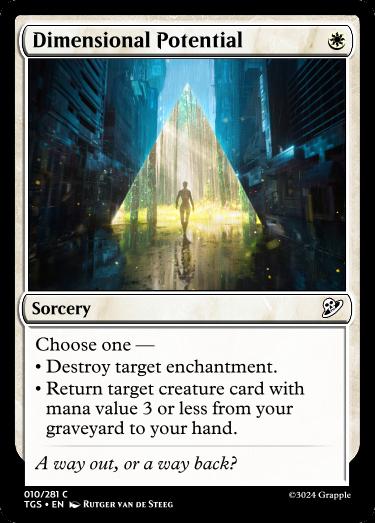 Dimensional Potential
Sorcery
Choose one —
• Destroy target enchantment.
• Return target creature card with
mana value 3 or less from your
graveyard to your hand.
A way out, or a way back?
010/281 C
TGS • EN Rutger van de Steeg
©3024 Grapple